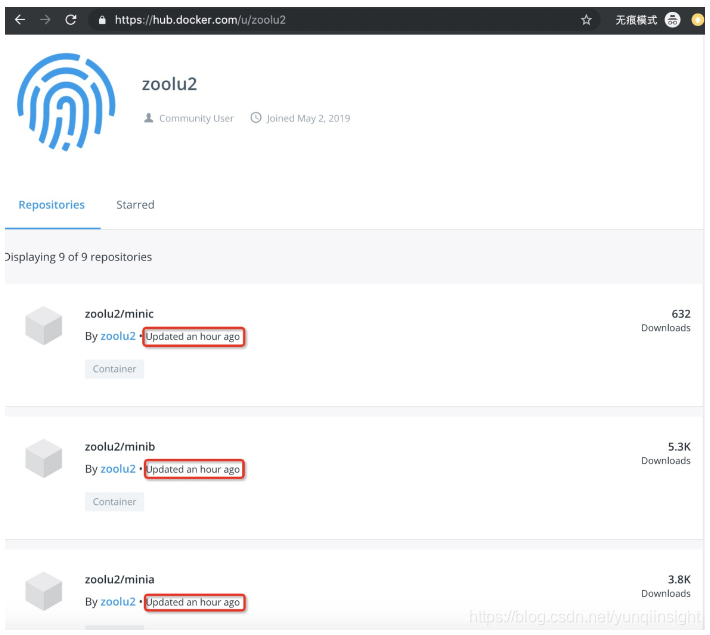 https://hub.docker.com/u/zoolu2
无痕模式
zoolu2
Community User Joined May 2, 2019
Repositories Starred
Displaying 9 of 9 repositories
zoolu2/minic
632
By zoolu2 • Updated an hour ago
Downloads
Container
zoolu2/minib
5.3K
By zoolu2 • Updated an hour ago
Downloads
Container
zoolu2/minia
3.8K
By zoolu2 • Updated an hour ago
Downloads
https://blog.csdn.net/yunqiinsight